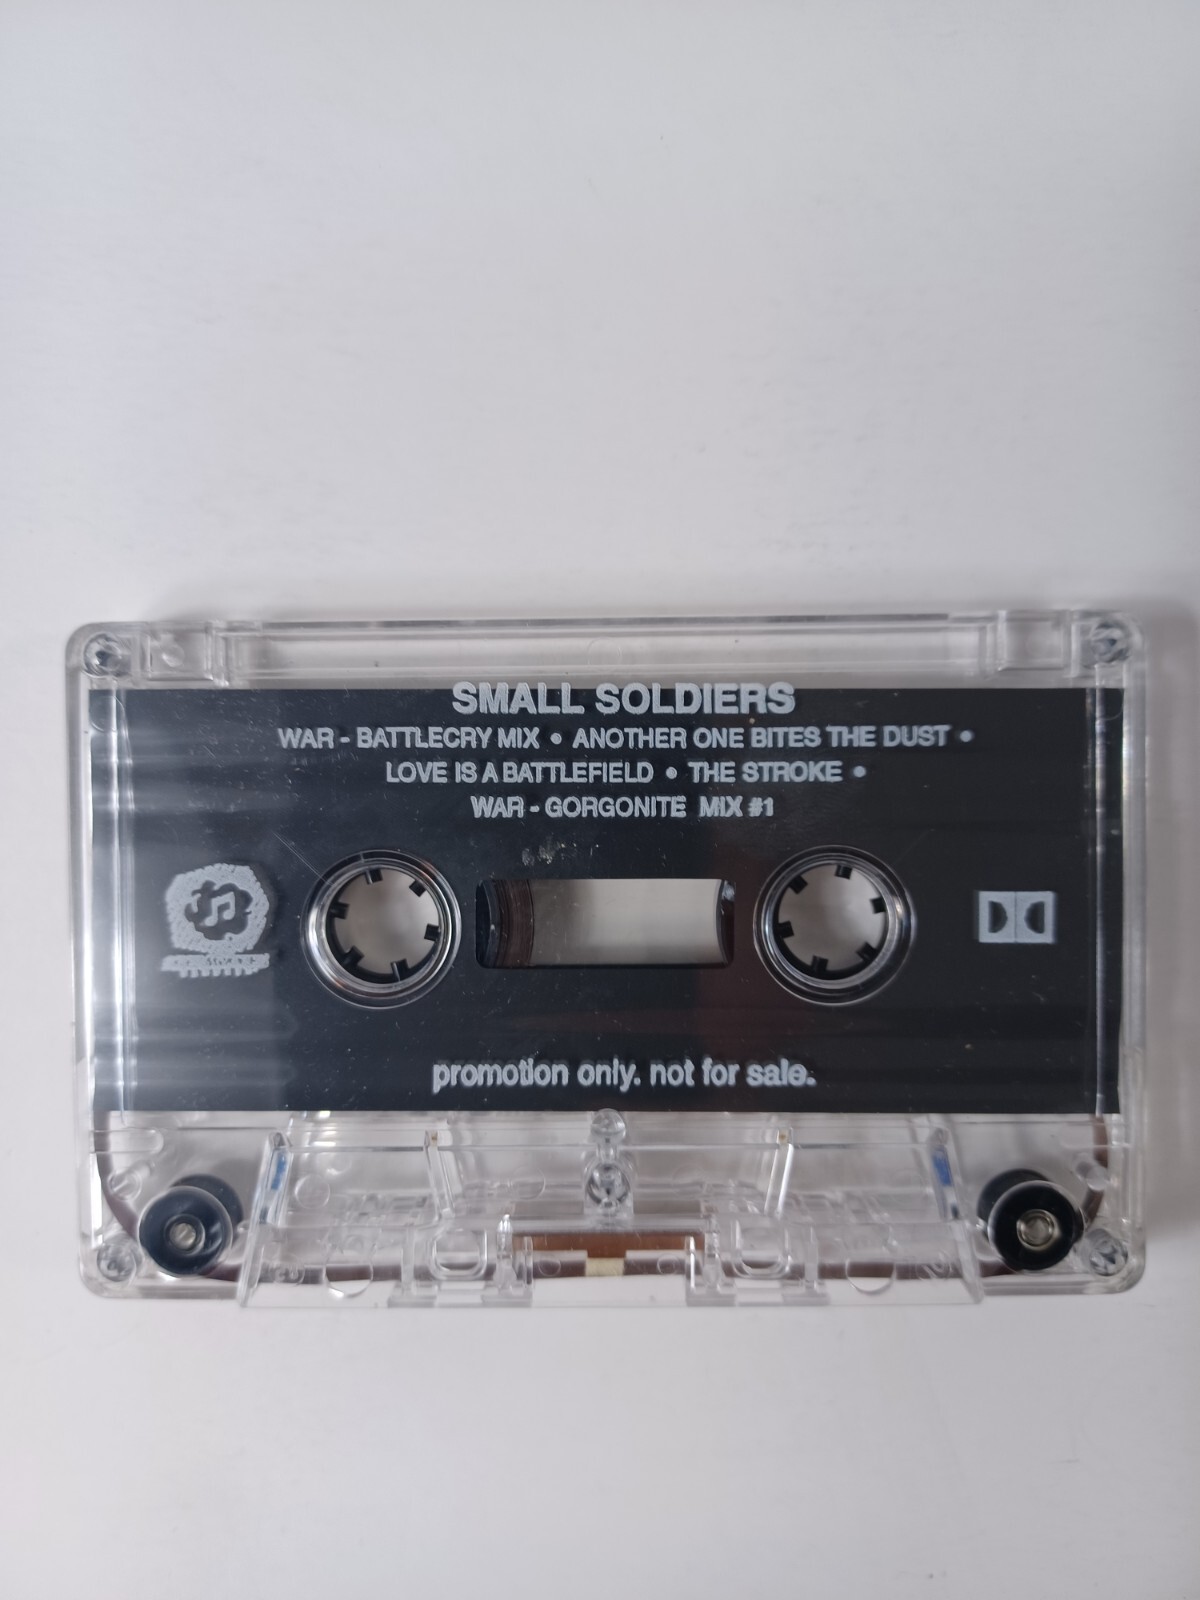 SMALL SOLDIERS
WAR - BATTLECRY MIX • ANOTHER ONE BITES THE DUST •
LOVE IS A BATTLEFIELD • THE STROKE •
WAR - GORGONITE MIX #1
promotion only. not for sale.